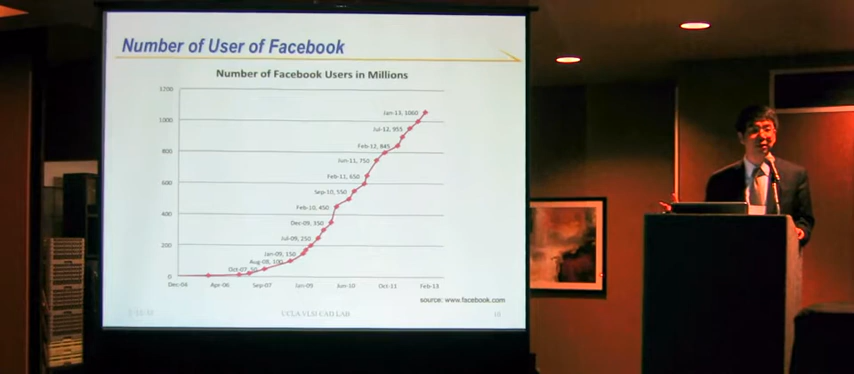 Number of User of Facebook
Number of Facebook Users in Millions
1200
1000
800
600
400
200
0
Jan-13, 1060
Jul-12, 955
Feb-12, 845
Jun-11, 750
Feb-11, 650
Sep-10, 550
Feb-10, 450
Dec-09, 350
Jul-09, 250
Jan-09, 150
Aug-08, 100
Oct-07, 50
Dec-04 Apr-06 Sep-07 Jan-09 Jun-10 Oct-11 Feb-13
source: www.facebook.com
UCLA VLSI CAD LAB